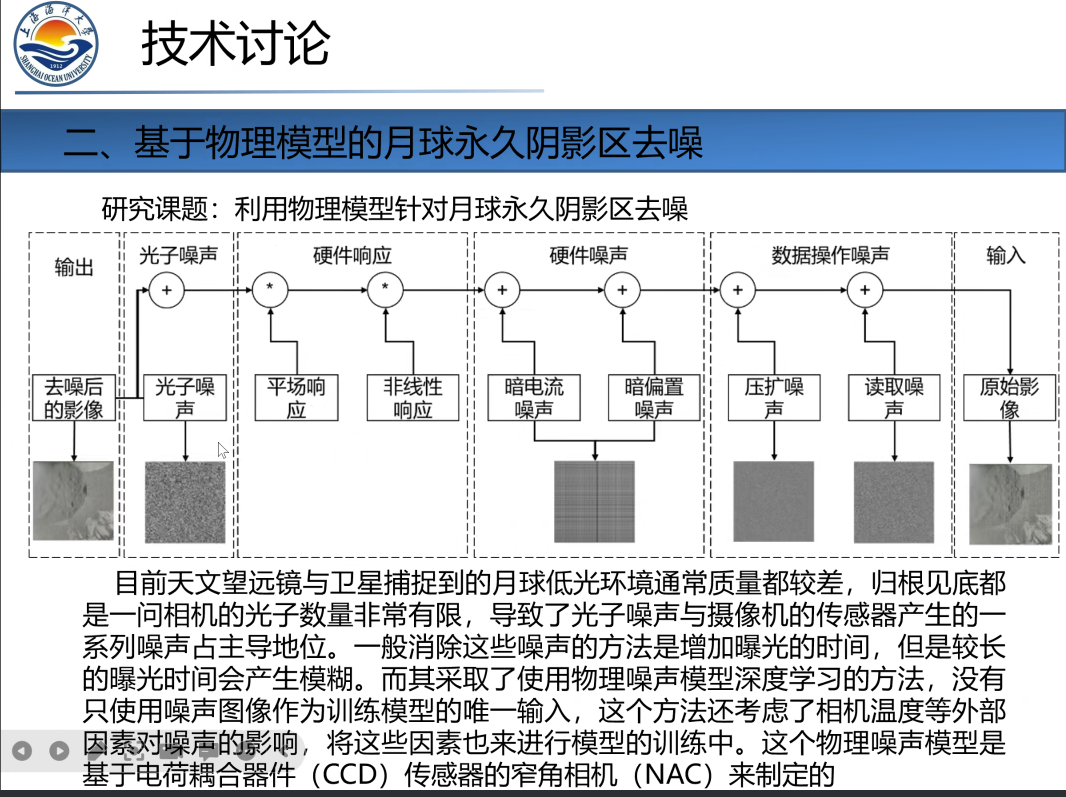 上海海洋大学
SHANGHAI OCEAN UNIVERSITY
1912
技术讨论
二、基于物理模型的月球永久阴影区去噪
研究课题：利用物理模型针对月球永久阴影区去噪
输出
光子噪声
硬件响应
硬件噪声
数据操作噪声
输入
+ * * + + + +
去噪后
的影像
光子噪
声
平场响
应
非线性
响应
暗电流
噪声
暗偏置
噪声
压扩噪
声
读取噪
声
原始影
像
目前天文望远镜与卫星捕捉到的月球低光环境通常质量都较差，归根见底都
是一问相机的光子数量非常有限，导致了光子噪声与摄像机的传感器产生的一
系列噪声占主导地位。一般消除这些噪声的方法是增加曝光的时间，但是较长
的曝光时间会产生模糊。而其采取了使用物理噪声模型深度学习的方法，没有
只使用噪声图像作为训练模型的唯一输入，这个方法还考虑了相机温度等外部
因素对噪声的影响，将这些因素也来进行模型的训练中。这个物理噪声模型是
基于电荷耦合器件（CCD）传感器的窄角相机（NAC）来制定的